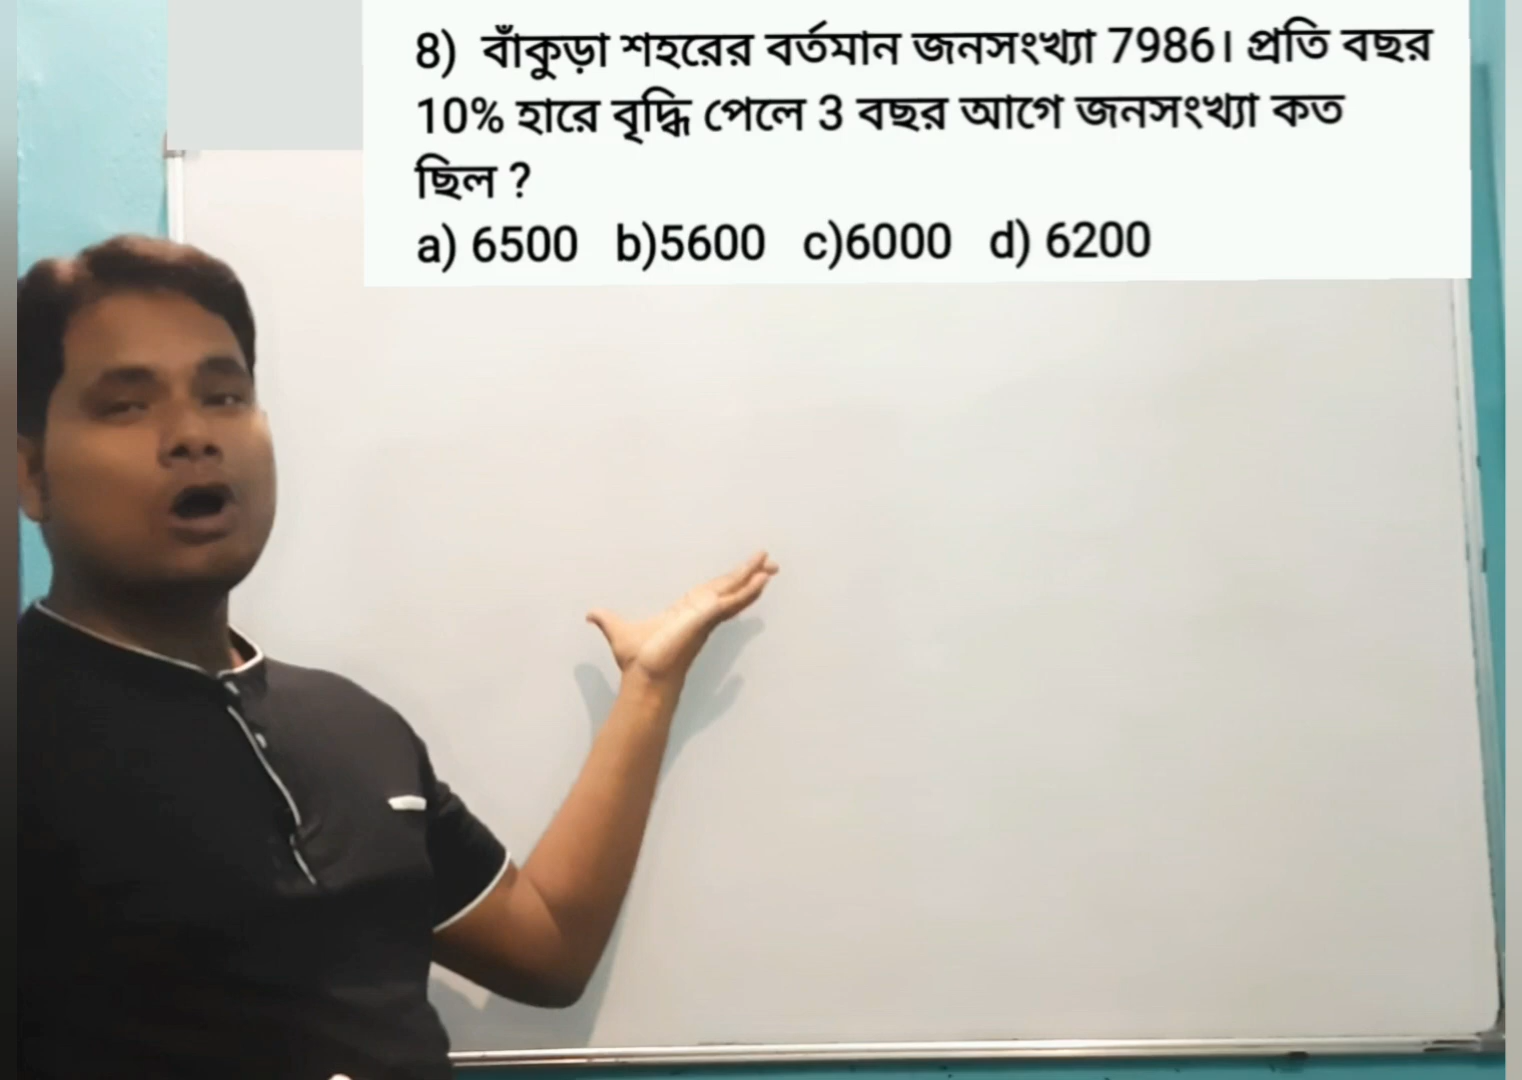 8) বাঁকুড়া শহরের বর্তমান জনসংখ্যা 7986। প্রতি বছর
10% হারে বৃদ্ধি পেলে 3 বছর আগে জনসংখ্যা কত
ছিল ?
a) 6500 b)5600 c)6000 d) 6200